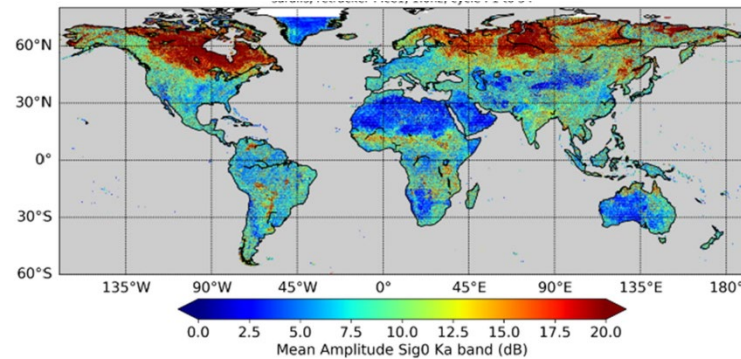 60°N
30°N
0°
30°S
60°S
135°W 90°W 45°W 0° 45°E 90°E 135°E 180°
0.0 2.5 5.0 7.5 10.0 12.5 15.0 17.5 20.0
Mean Amplitude Sig0 Ka band (dB)